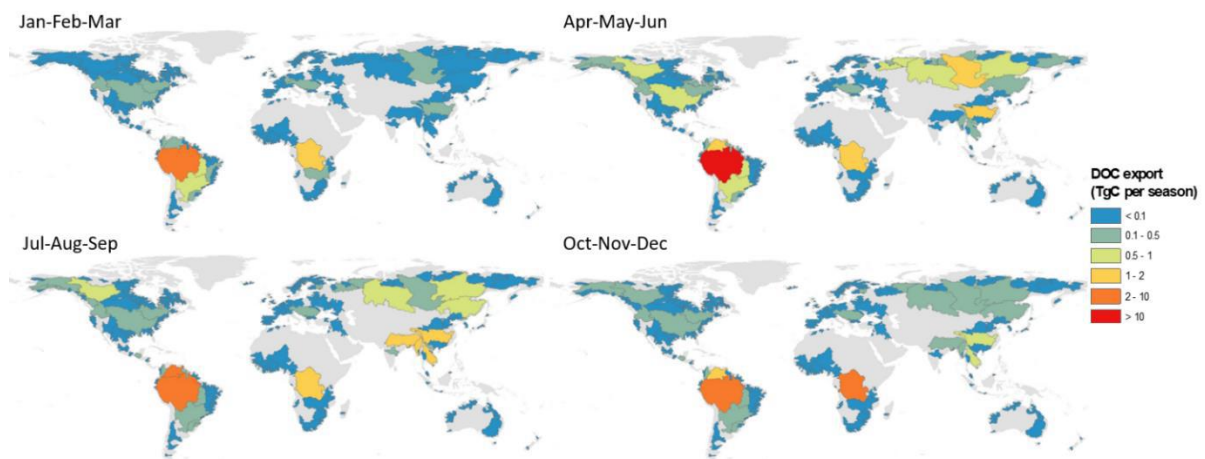 Jan-Feb-Mar
Apr-May-Jun
Jul-Aug-Sep
Oct-Nov-Dec
DOC export
(TgC per season)
< 0.1
0.1 - 0.5
0.5 - 1
1 - 2
2 - 10
> 10